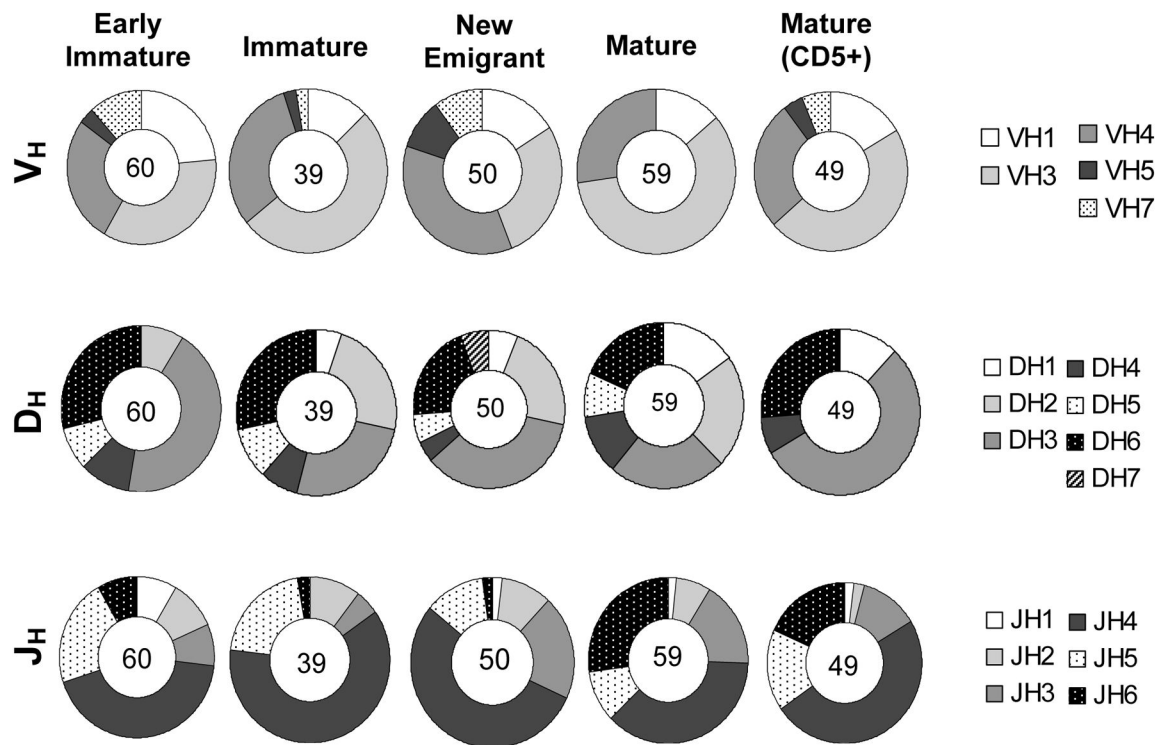 Early Immature
Immature
New Emigrant
Mature
Mature (CD5+)
VH
60
39
50
59
49
VH1
VH4
VH3
VH5
VH7
DH
60
39
50
59
49
DH1
DH4
DH2
DH5
DH3
DH6
DH7
JH
60
39
50
59
49
JH1
JH4
JH2
JH5
JH3
JH6